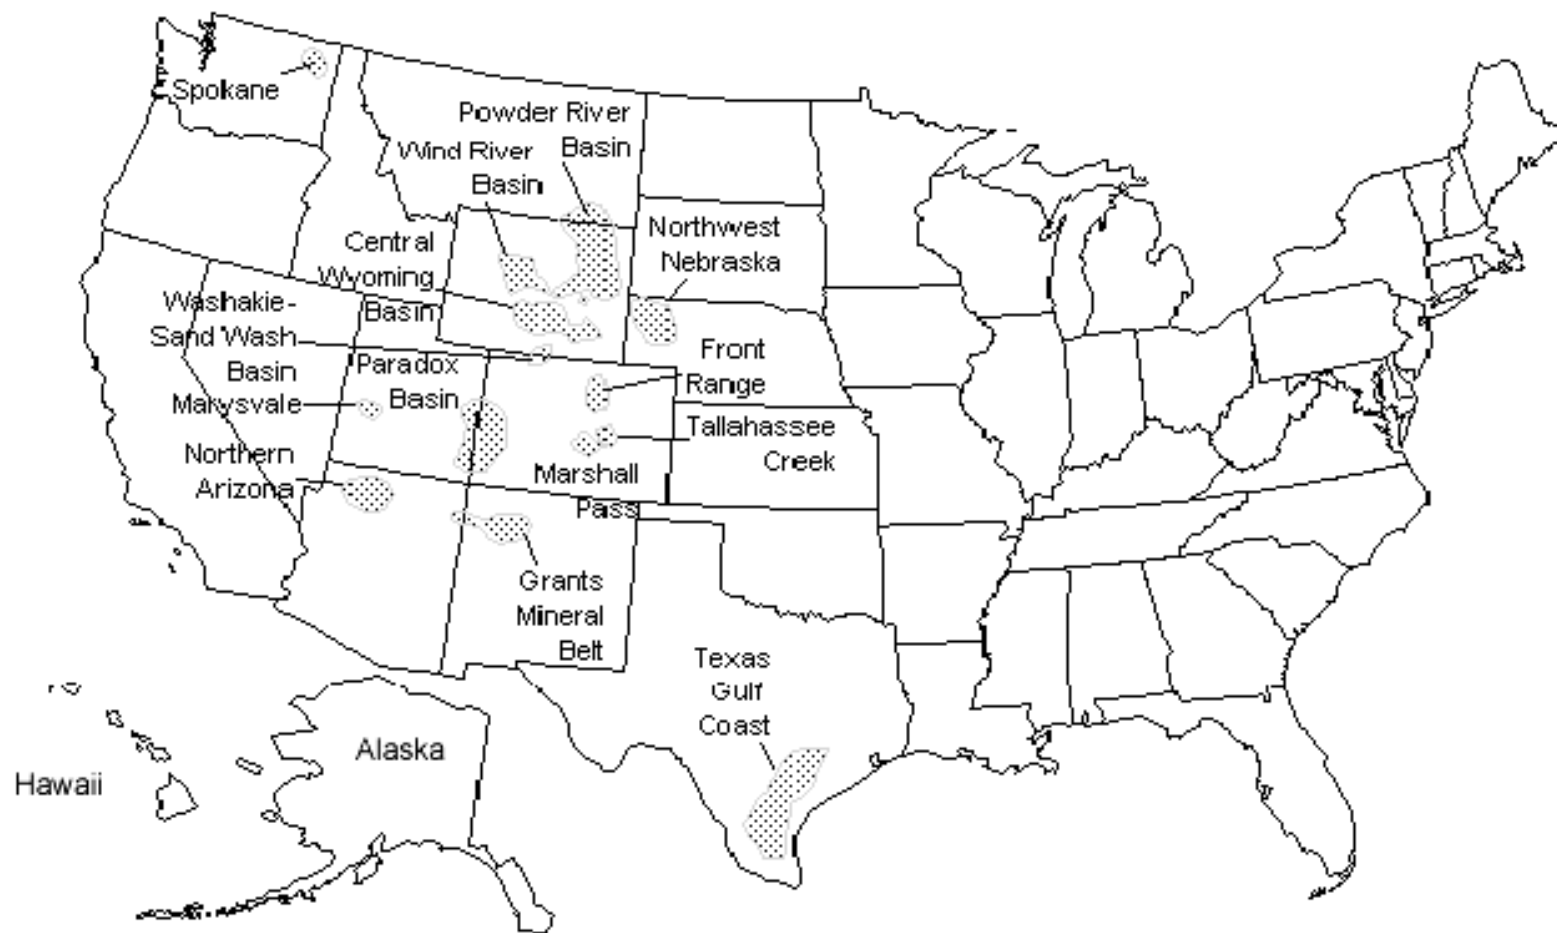 Spokane
Powder River
Basin
Wind River
Basin
Northwest
Nebraska
Central
Wyoming
Basin
Washakie-
Sand Wash
Basin
Paradox
Basin
Front
Range
Marysvale
Tallahassee
Creek
Northern
Arizona
Marshall
Pass
Grants
Mineral
Belt
Texas
Gulf
Coast
Alaska
Hawaii